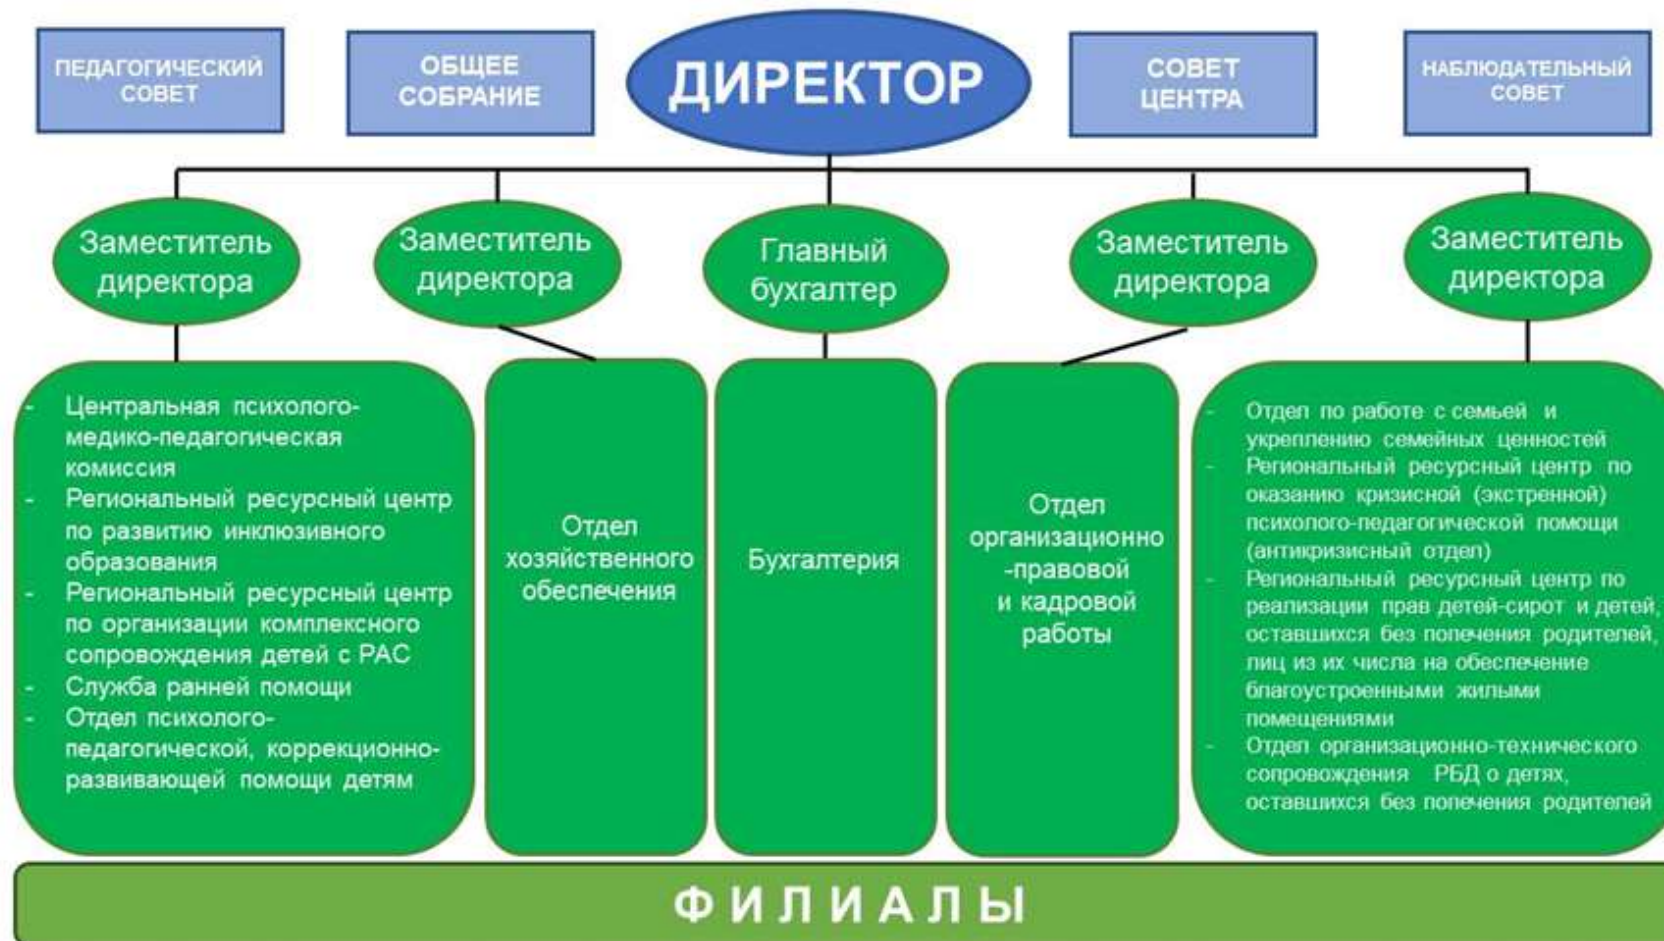 ПЕДАГОГИЧЕСКИЙ
СОВЕТ
ОБЩЕЕ
СОБРАНИЕ
ДИРЕКТОР
СОВЕТ
ЦЕНТРА
НАБЛЮДАТЕЛЬНЫЙ
СОВЕТ
Заместитель
директора
Заместитель
директора
Главный
бухгалтер
Заместитель
директора
Заместитель
директора
- Центральная психолого-
медико-педагогическая
комиссия
- Региональный ресурсный центр
по развитию инклюзивного
образования
- Региональный ресурсный центр
по организации комплексного
сопровождения детей с РАС
- Служба ранней помощи
- Отдел психолого-
педагогической, коррекционно-
развивающей помощи детям
Отдел
хозяйственного
обеспечения
Бухгалтерия
Отдел
организационно
-правовой
и кадровой
работы
- Отдел по работе с семьей и
укреплению семейных ценностей
- Региональный ресурсный центр по
оказанию кризисной (экстренной)
психолого-педагогической помощи
(антикризисный отдел)
- Региональный ресурсный центр по
реализации прав детей-сирот и детей,
оставшихся без попечения родителей,
лиц из их числа на обеспечение
благоустроенными жилыми
помещениями
- Отдел организационно-технического
сопровождения РБД о детях,
оставшихся без попечения родителей
ФИЛИАЛЫ